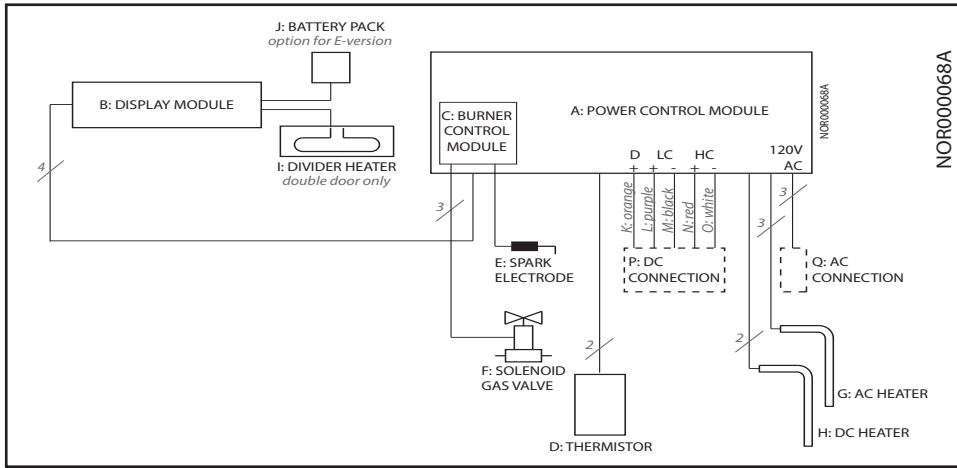 J: BATTERY PACK
option for E-version
B: DISPLAY MODULE
I: DIVIDER HEATER
double door only
4
A: POWER CONTROL MODULE
C: BURNER
CONTROL
MODULE
NOR000068A
NOR000068A
D LC HC
+ + - + -
120V
AC
K: orange
L: purple
M: black
N: red
O: white
3
3
3
E: SPARK
ELECTRODE
P: DC
CONNECTION
Q: AC
CONNECTION
F: SOLENOID
GAS VALVE
2
2
D: THERMISTOR
G: AC HEATER
H: DC HEATER